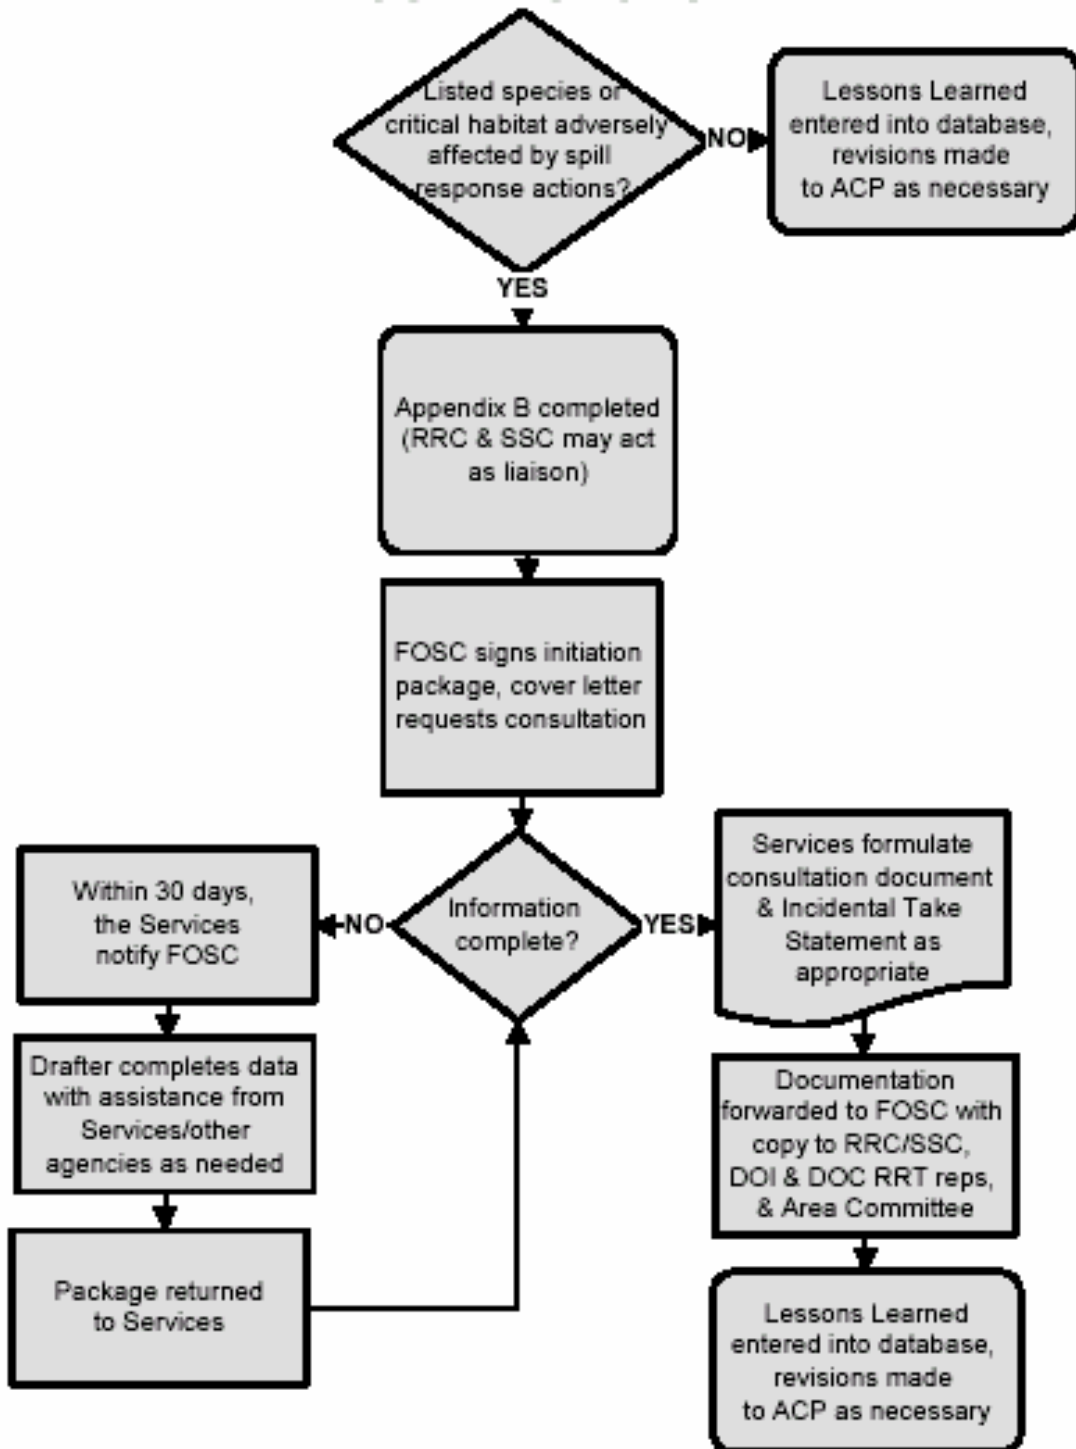 Listed species or
critical habitat adversely
affected by spill
response actions?
NO
Lessons Learned
entered into database,
revisions made
to ACP as necessary
YES
Appendix B completed
(RRC & SSC may act
as liaison)
FOSC signs initiation
package, cover letter
requests consultation
Information
complete?
NO
Within 30 days,
the Services
notify FOSC
Drafter completes data
with assistance from
Services/other
agencies as needed
Package returned
to Services
YES
Services formulate
consultation document
& Incidental Take
Statement as
appropriate
Documentation
forwarded to FOSC with
copy to RRC/SSC,
DOI & DOC RRT reps,
& Area Committee
Lessons Learned
entered into database,
revisions made
to ACP as necessary